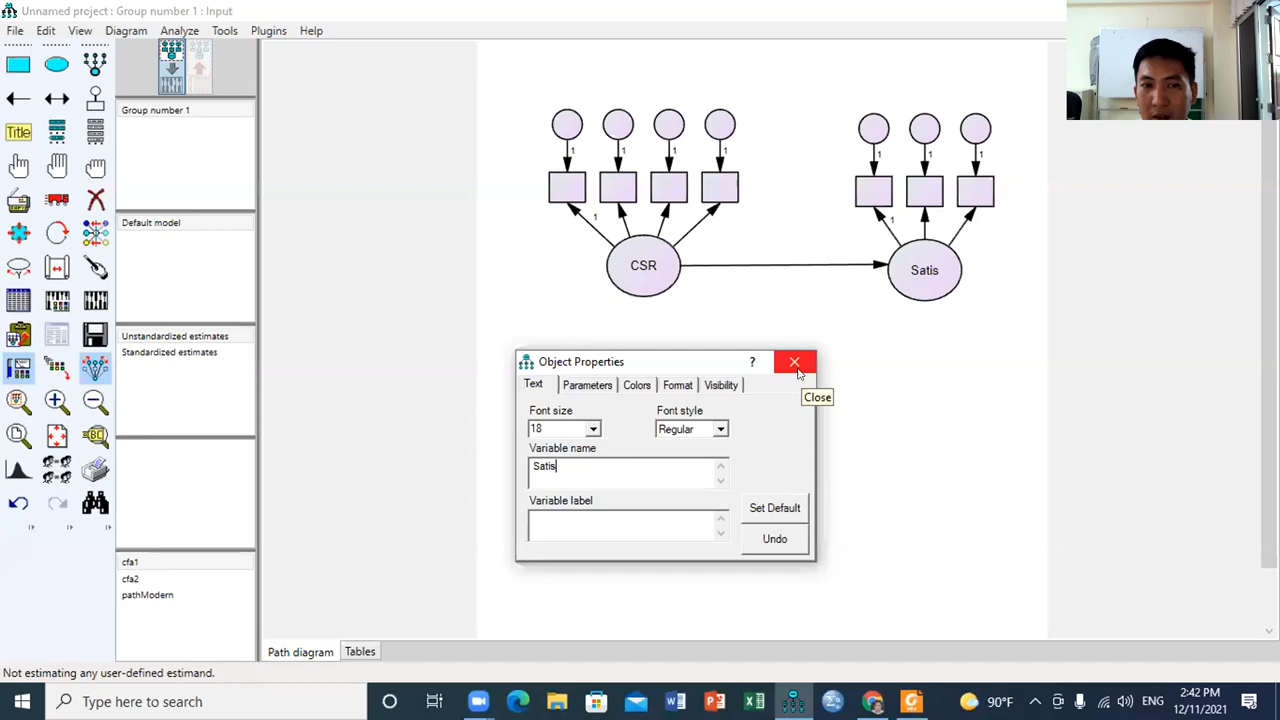 Unnamed project : Group number 1 : Input
File Edit View Diagram Analyze Tools Plugins Help
Title
Group number 1
Default model
Unstandardized estimates
Standardized estimates
cfa1
cfa2
pathModern
1 1 1 1
1
CSR
1 1 1
1
Satis
Object Properties ?
Close
Text Parameters Colors Format Visibility
Font size
18
Font style
Regular
Variable name
Satis
Variable label
Set Default
Undo
Path diagram Tables
Not estimating any user-defined estimand.
Type here to search
90°F
ENG
2:42 PM
12/11/2021